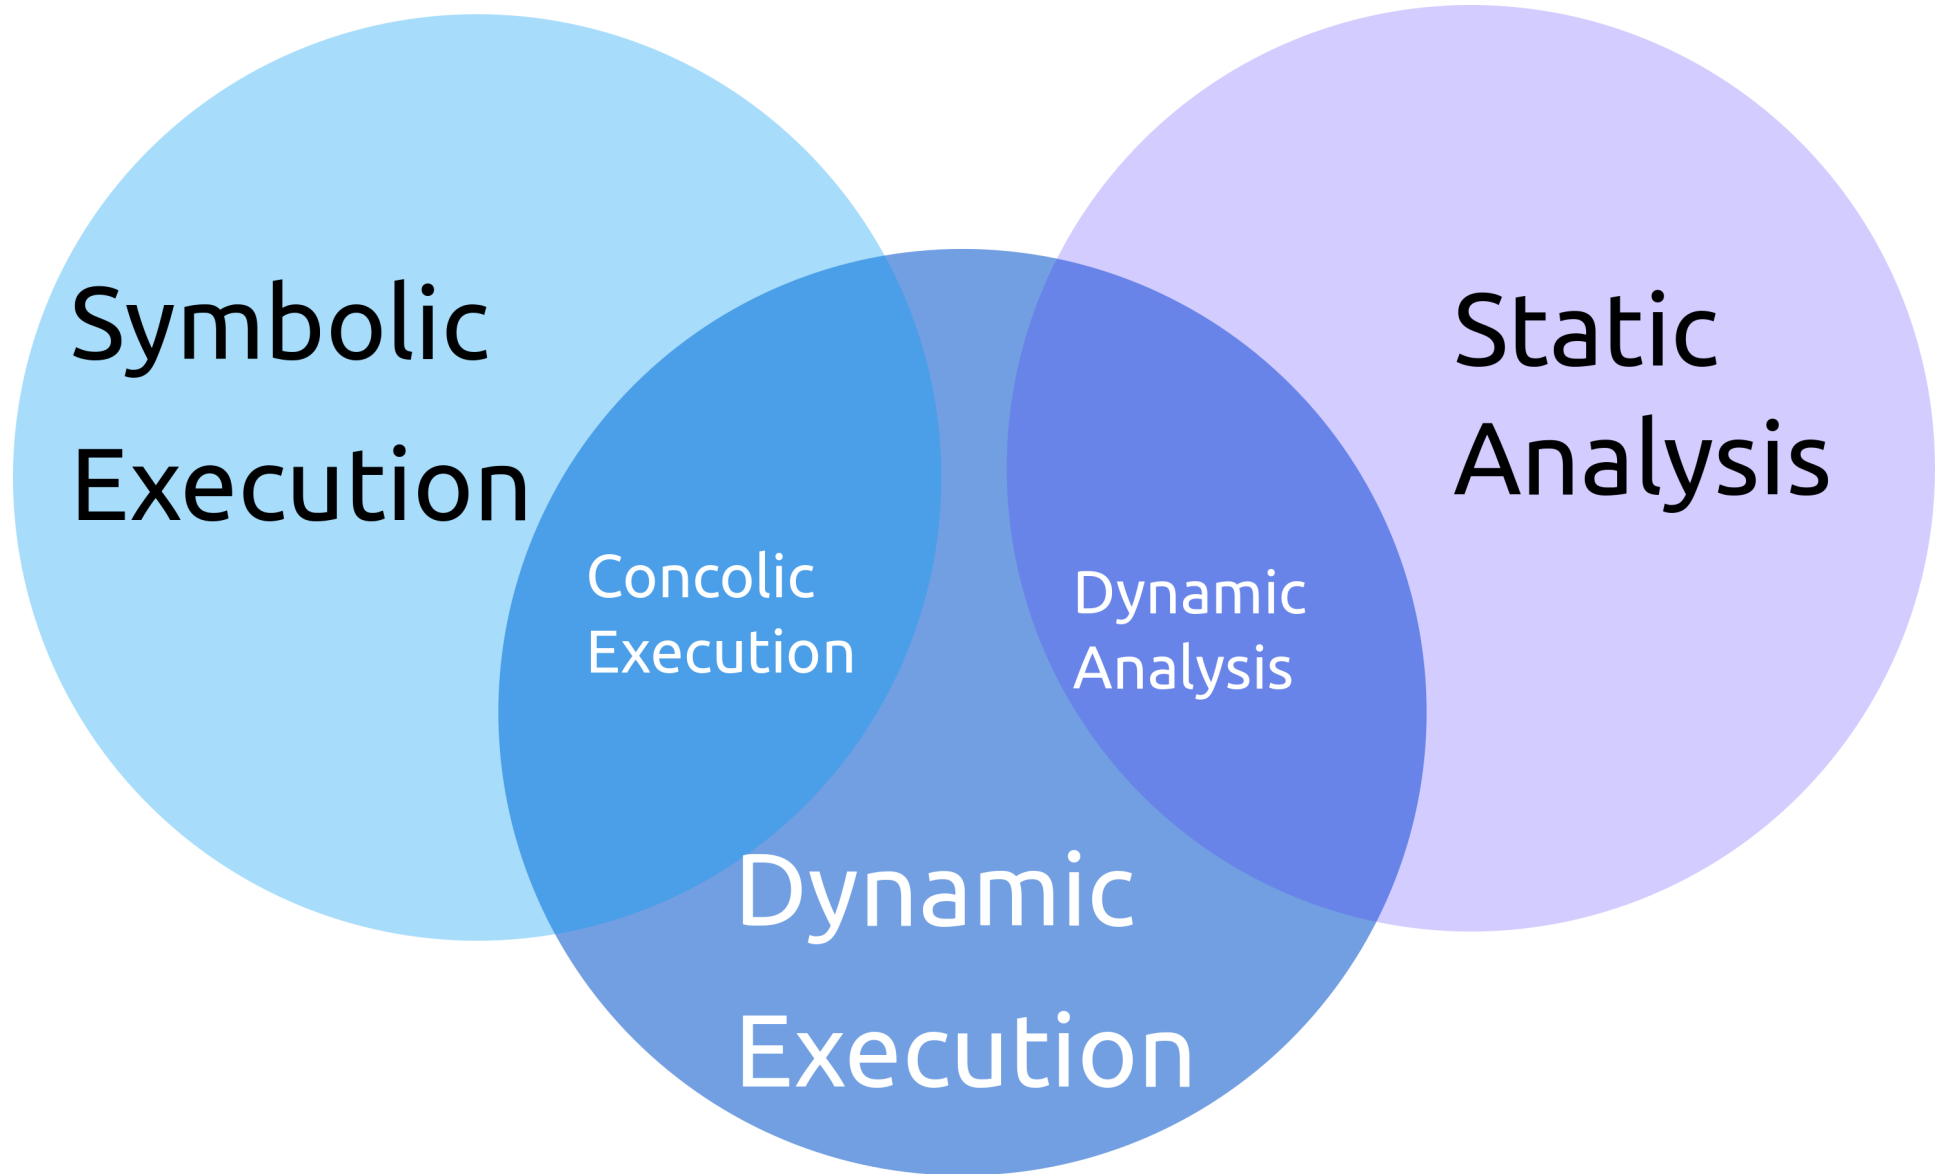 Symbolic
Execution
Static
Analysis
Concolic
Execution
Dynamic
Analysis
Dynamic
Execution